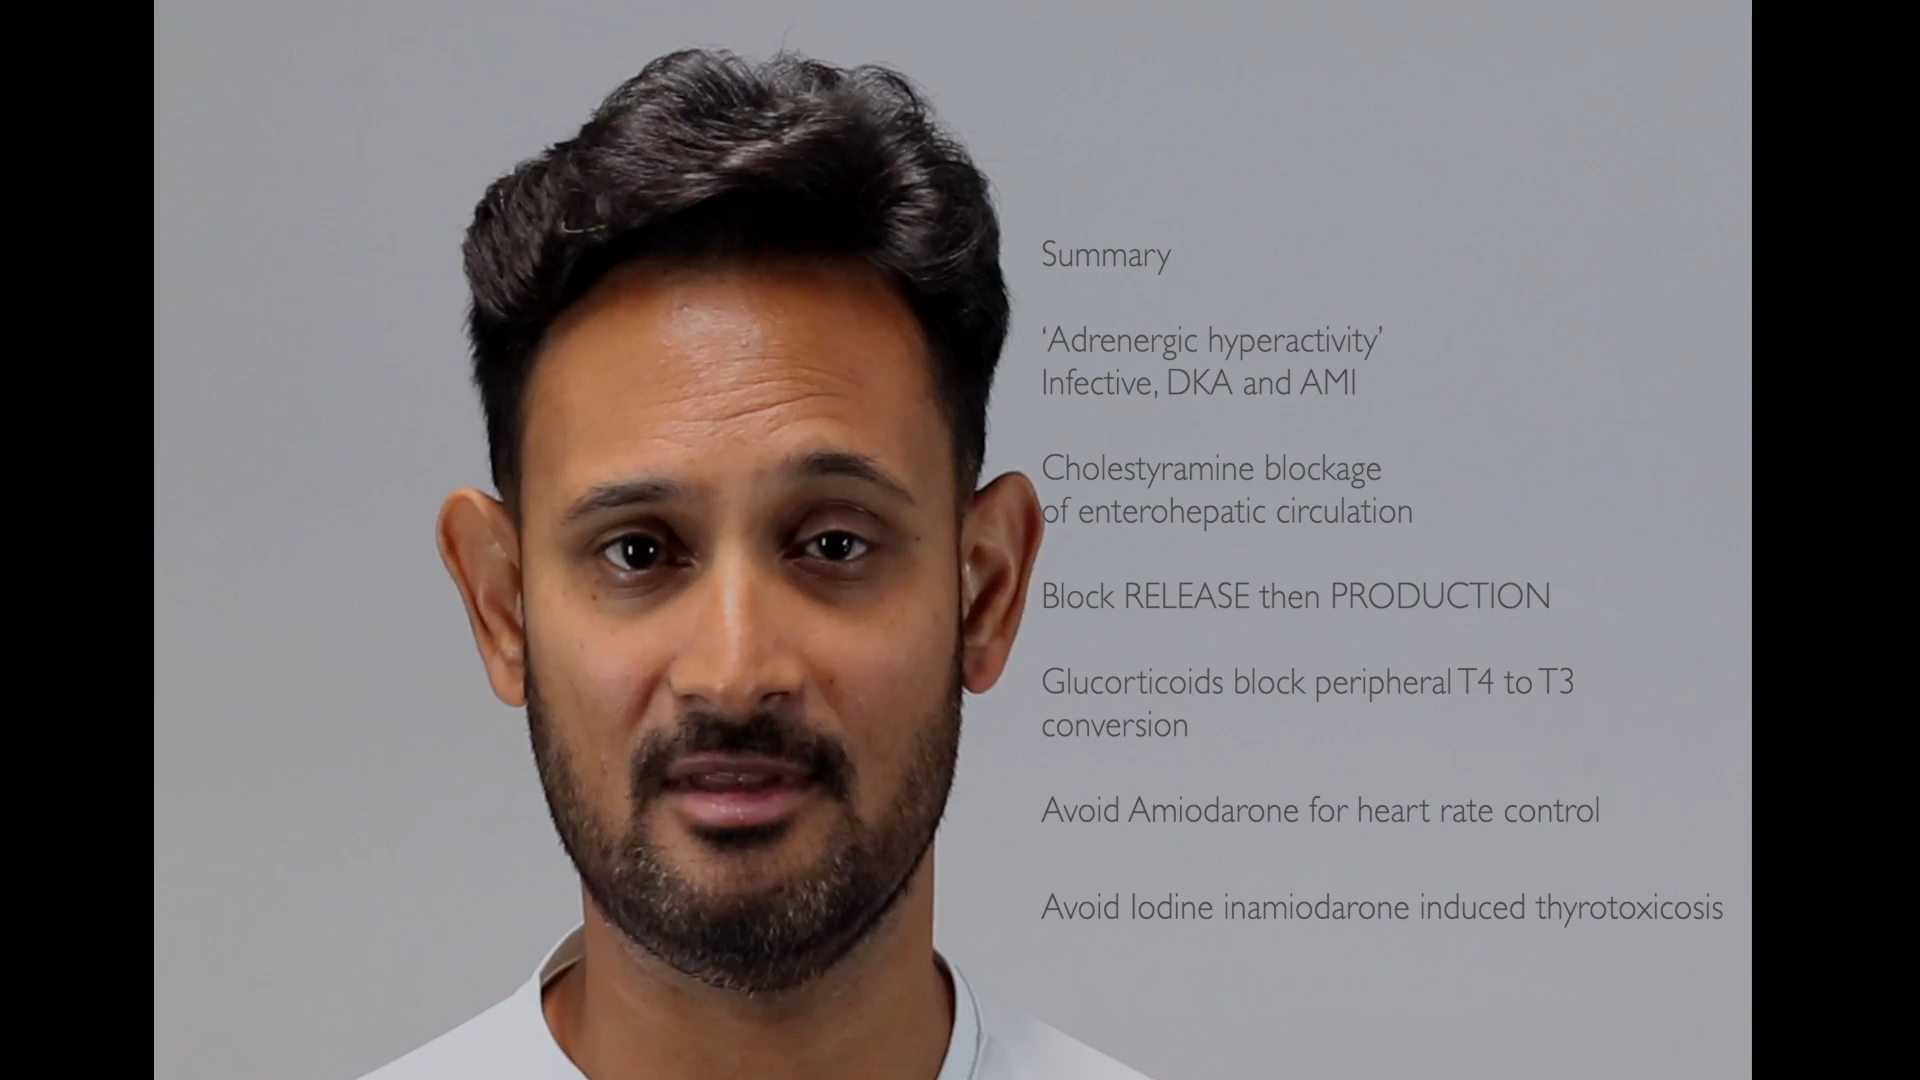 Summary
‘Adrenergic hyperactivity’
Infective, DKA and AMI
Cholestyramine blockage
of enterohepatic circulation
Block RELEASE then PRODUCTION
Glucorticoids block peripheral T4 to T3
conversion
Avoid Amiodarone for heart rate control
Avoid Iodine inamiodarone induced thyrotoxicosis